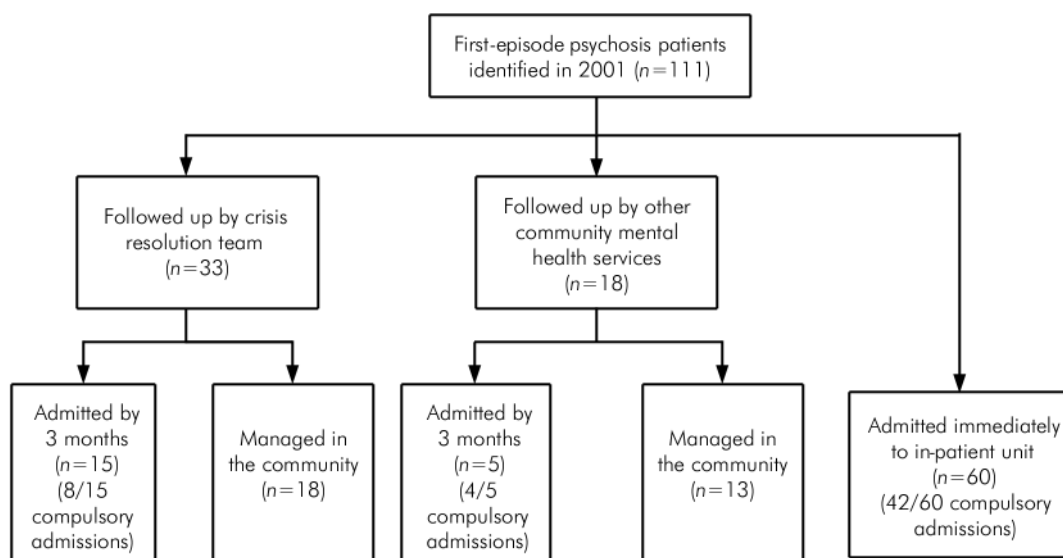 First-episode psychosis patients
identified in 2001 (n=111)
Followed up by crisis
resolution team
(n=33)
Followed up by other
community mental
health services
(n=18)
Admitted by
3 months
(n=15)
(8/15
compulsory
admissions)
Managed in
the community
(n=18)
Admitted by
3 months
(n=5)
(4/5
compulsory
admissions)
Managed in
the community
(n=13)
Admitted immediately
to in-patient unit
(n=60)
(42/60 compulsory
admissions)